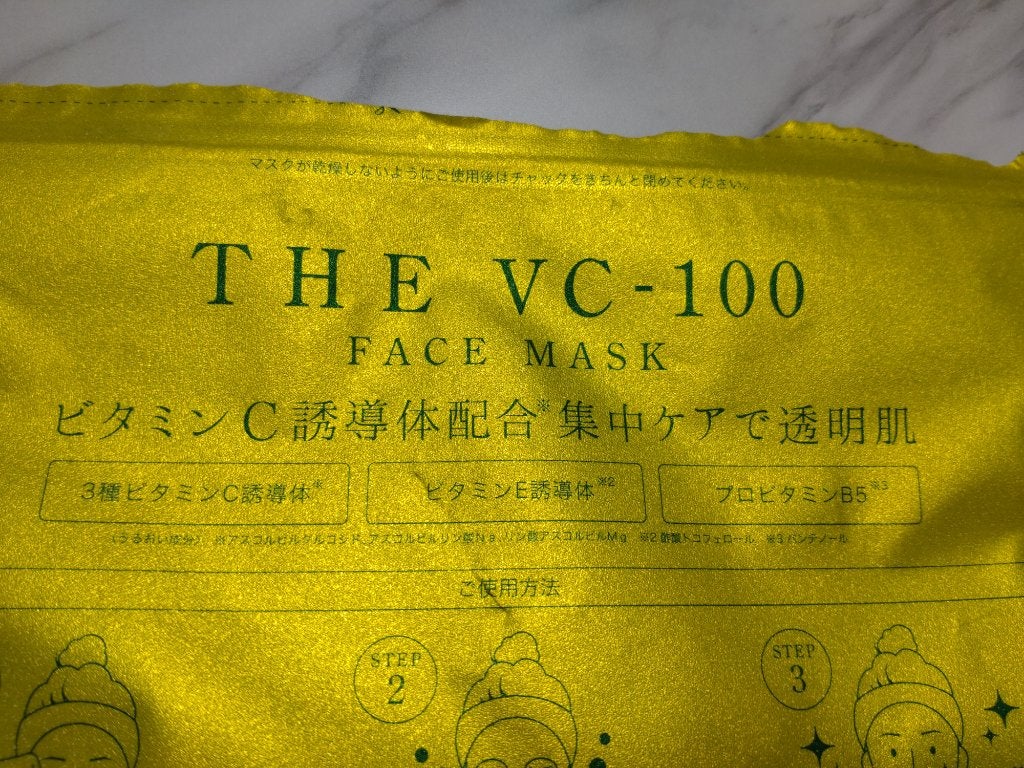 マスクが乾燥しないようにご使用後はチャックをきちんと閉めてください。
THE VC-100
FACE MASK
ビタミンC誘導体配合※集中ケアで透明肌
3種ビタミンC誘導体※
ビタミンE誘導体※2
プロビタミンB5※3
(うるおい成分) ※アスコルビルグルコシド、アスコルビルリン酸Na、リン酸アスコルビルMg ※2 酢酸トコフェロール ※3 パンテノール
ご使用方法
STEP
2
STEP
3